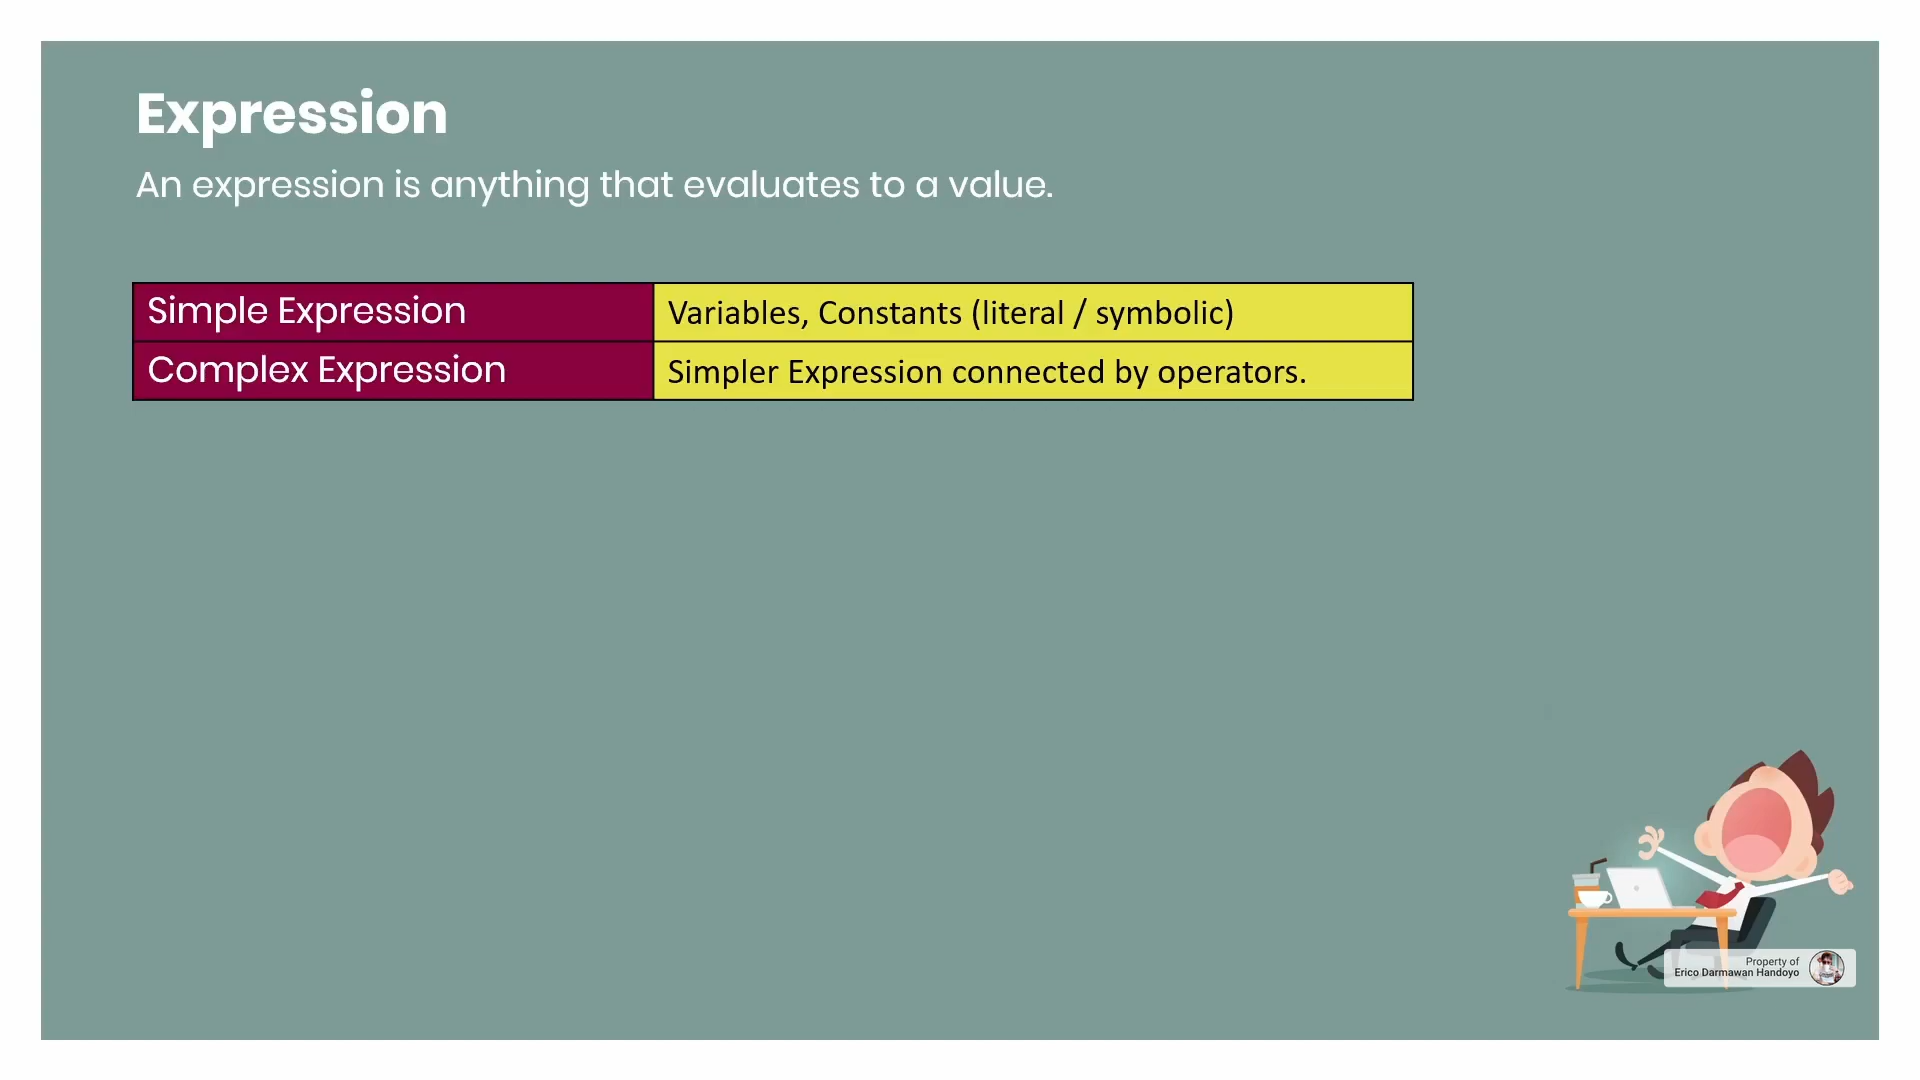 Expression
An expression is anything that evaluates to a value.
Simple Expression
Variables, Constants (literal / symbolic)
Complex Expression
Simpler Expression connected by operators.
Property of
Erico Darmawan Handoyo